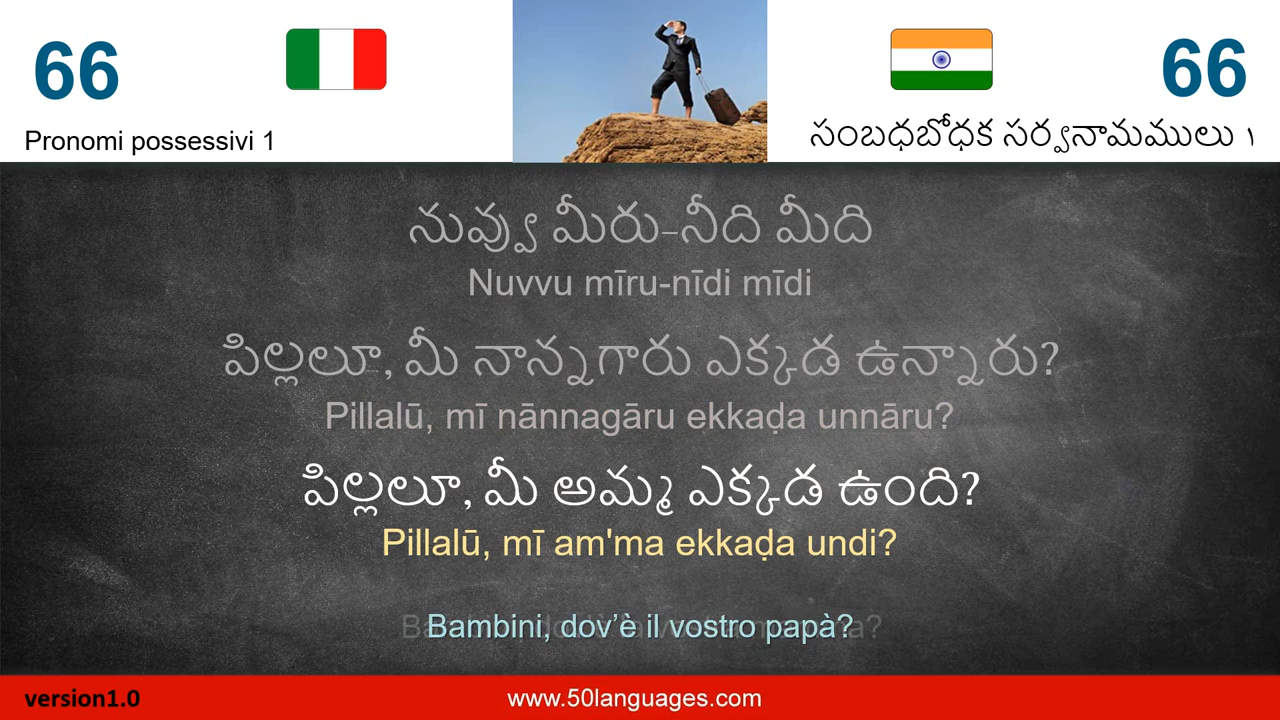 66
66
Pronomi possessivi 1
సంబధబోధక సర్వనామములు ١
నువ్వు మీరు-నీది మీది
Nuvvu mīru-nīdi mīdi
పిల్లలూ, మీ నాన్నగారు ఎక్కడ ఉన్నారు?
Pillalū, mī nānnagāru ekkaḍa unnāru?
పిల్లలూ, మీ అమ్మ ఎక్కడ ఉంది?
Pillalū, mī am'ma ekkaḍa undi?
Bambini, dov’è il vostro papà?
version1.0
www.50languages.com